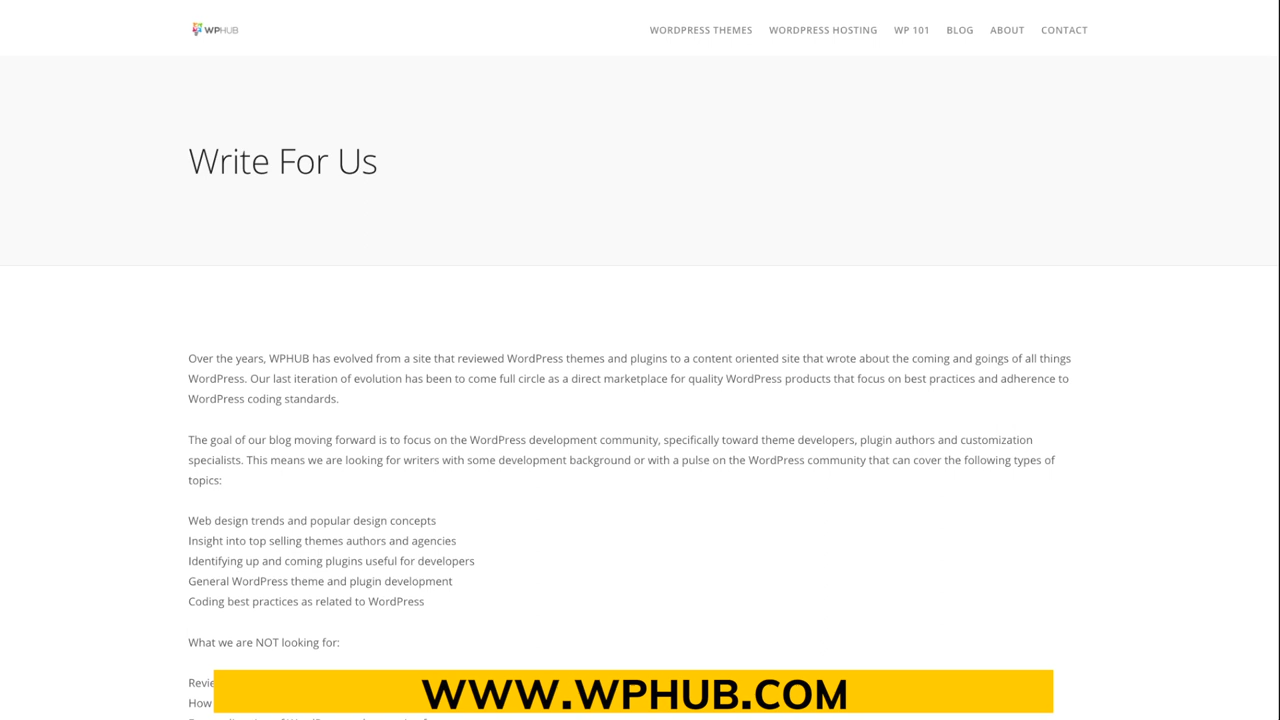 WPHUB
WORDPRESS THEMES WORDPRESS HOSTING WP 101 BLOG ABOUT CONTACT
Write For Us
Over the years, WPHUB has evolved from a site that reviewed WordPress themes and plugins to a content oriented site that wrote about the coming and goings of all things
WordPress. Our last iteration of evolution has been to come full circle as a direct marketplace for quality WordPress products that focus on best practices and adherence to
WordPress coding standards.
The goal of our blog moving forward is to focus on the WordPress development community, specifically toward theme developers, plugin authors and customization
specialists. This means we are looking for writers with some development background or with a pulse on the WordPress community that can cover the following types of
topics:
Web design trends and popular design concepts
Insight into top selling themes authors and agencies
Identifying up and coming plugins useful for developers
General WordPress theme and plugin development
Coding best practices as related to WordPress
What we are NOT looking for:
How
WWW.WPHUB.COM